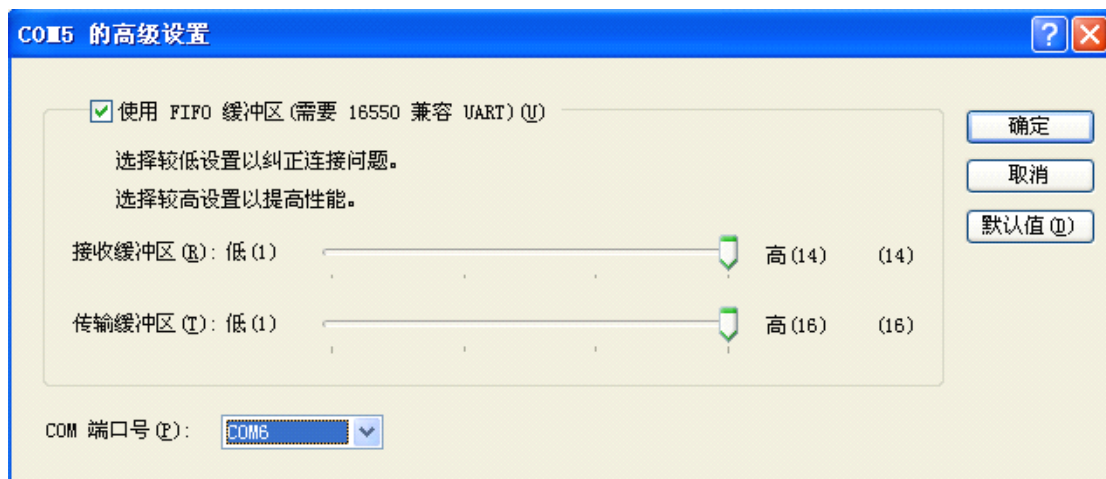 COM5 的高级设置
使用 FIFO 缓冲区(需要 16550 兼容 UART)(U)
选择较低设置以纠正连接问题。
选择较高设置以提高性能。
接收缓冲区(R): 低(1) 高(14) (14)
传输缓冲区(T): 低(1) 高(16) (16)
COM 端口号(P): COM6
确定
取消
默认值(D)